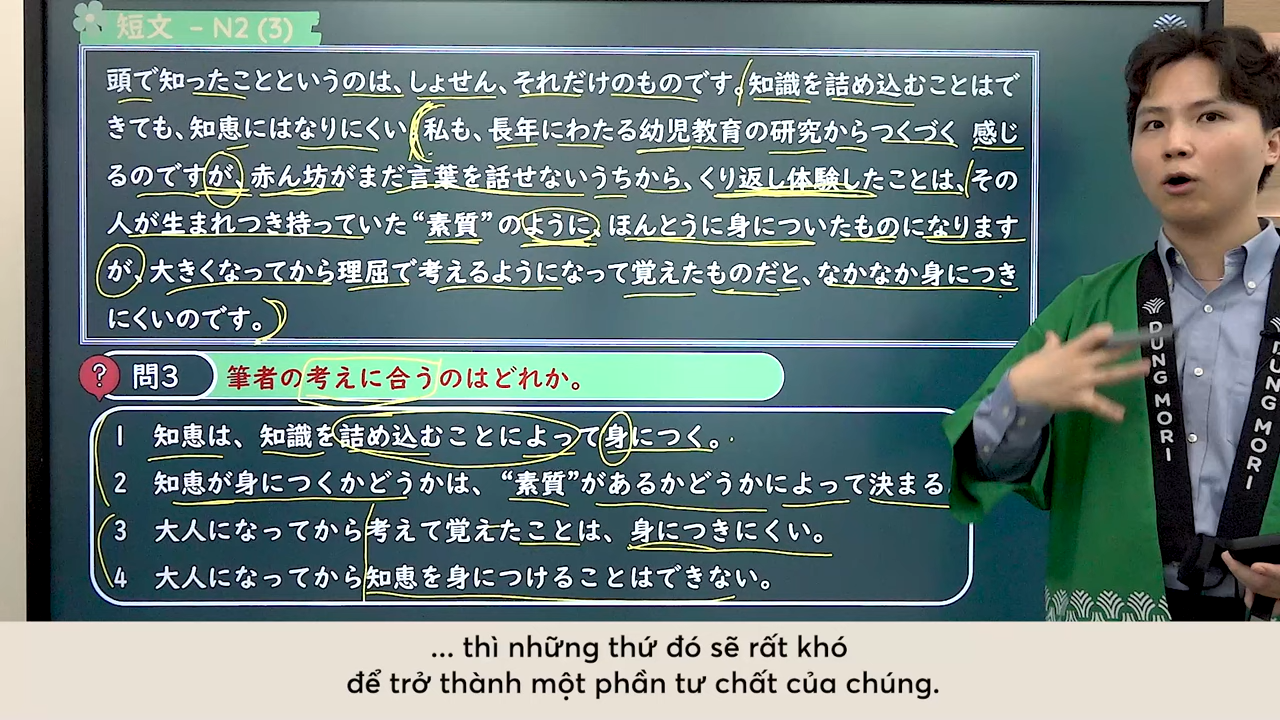 短文 - N2 (3)
頭で知ったことというのは、しょせん、それだけのものです。知識を詰め込むことはで
きても、知恵にはなりにくい。私も、長年にわたる幼児教育の研究からつくづく 感じ
るのですが、赤ん坊がまだ言葉を話せないうちから、くり返し体験したことは、その
人が生まれつき持っていた“素質”のように、ほんとうに身についたものになります
が、大きくなってから理屈で考えるようになって覚えたものだと、なかなか身につき
にくいのです。
? 問3 筆者の考えに合うのはどれか。
1 知恵は、知識を詰め込むことによって身につく。
2 知恵が身につくかどうかは、“素質”があるかどうかによって決まる
3 大人になってから考えて覚えたことは、身につきにくい。
4 大人になってから知恵を身につけることはできない。
DUNG MORI
DUNG MORI
... thì những thứ đó sẽ rất khó
để trở thành một phần tư chất của chúng.